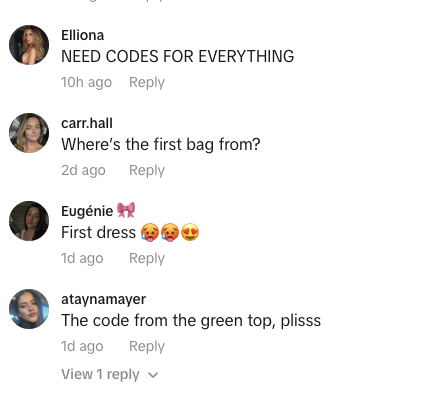 Elliona
NEED CODES FOR EVERYTHING
10h ago Reply
carr.hall
Where's the first bag from?
2d ago Reply
Eugénie 🎀
First dress 🥵🥵😍
1d ago Reply
ataynamayer
The code from the green top, plisss
1d ago Reply
View 1 reply